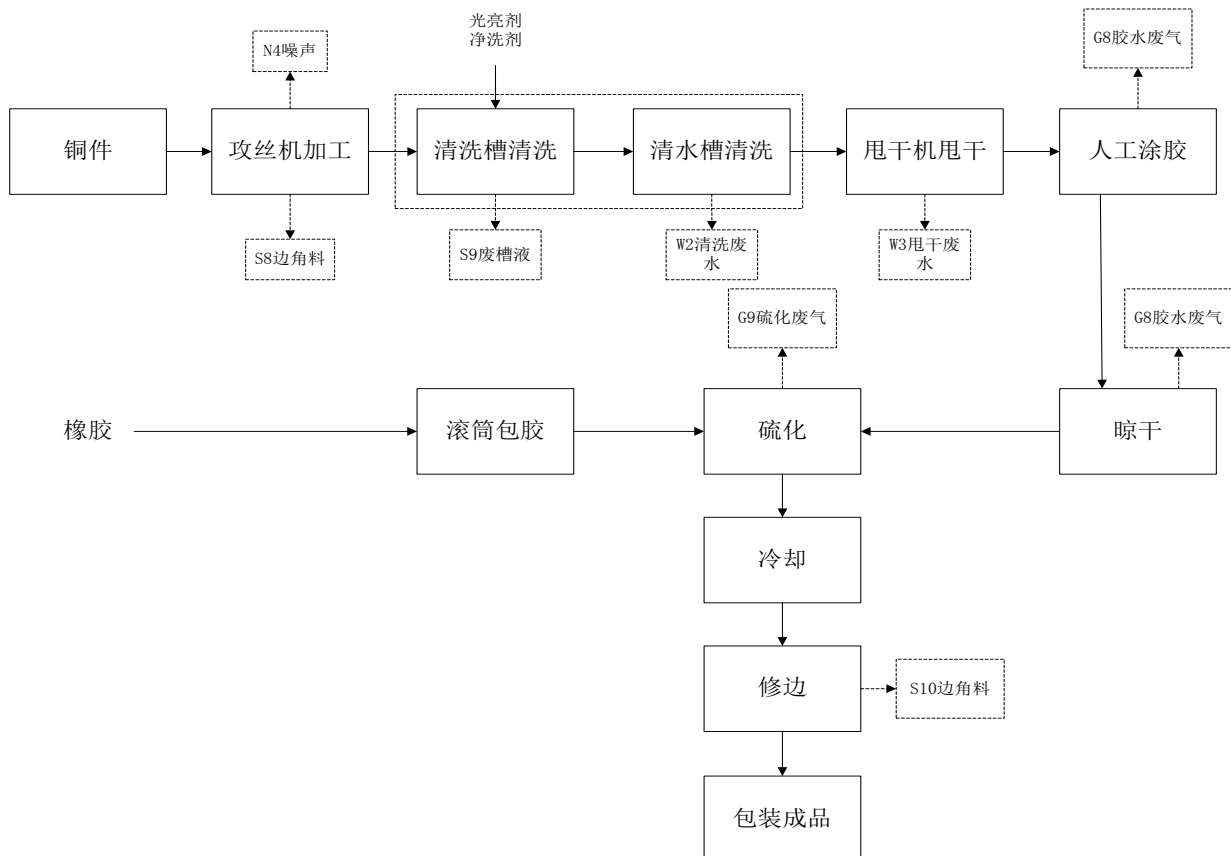 光亮剂
净洗剂
N4噪声
G8胶水废气
铜件
攻丝机加工
清洗槽清洗
清水槽清洗
甩干机甩干
人工涂胶
S8边角料
S9废槽液
W2清洗废
水
W3甩干废
水
G9硫化废气
G8胶水废气
橡胶
滚筒包胶
硫化
晾干
冷却
修边
S10边角料
包装成品